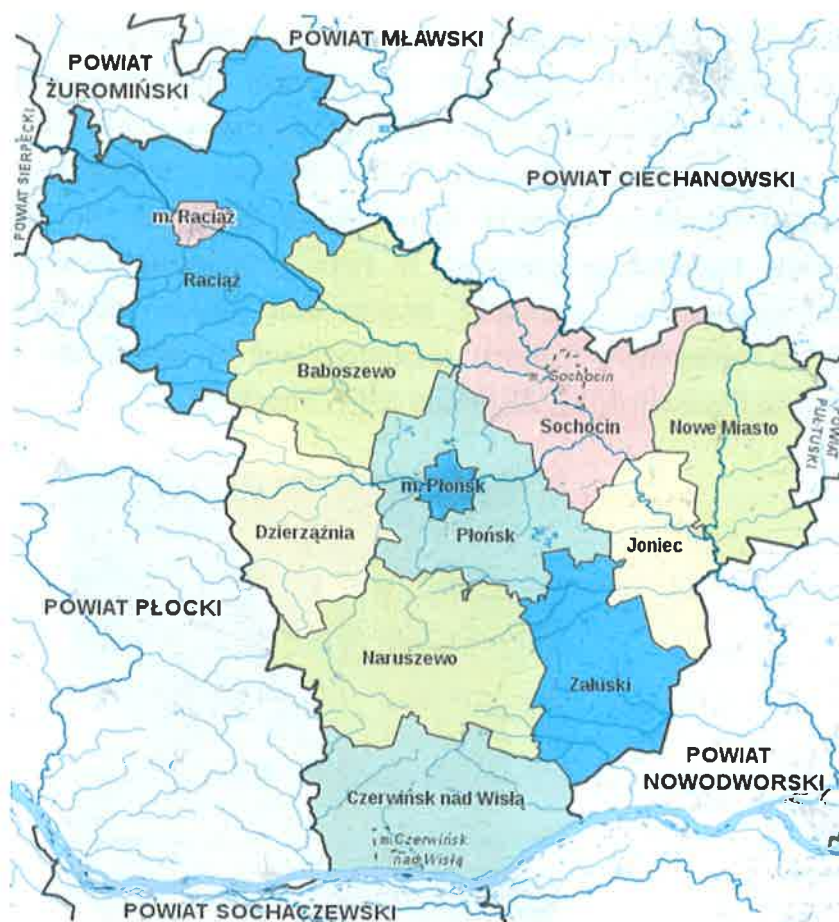 POWIAT MŁAWSKI
POWIAT
ŻUROMIŃSKI
POWIAT SIERPECKI
POWIAT CIECHANOWSKI
m. Raciąż
Raciąż
Baboszewo
m. Sochocin
Sochocin
Nowe Miasto
POWIAT
PUŁTUSKI
m. Płońsk
Płońsk
Dzierzążnia
Joniec
POWIAT PŁOCKI
Naruszewo
Załuski
POWIAT
NOWODWORSKI
Czerwińsk nad Wisłą
m. Czerwińsk
nad Wisłą
POWIAT SOCHACZEWSKI